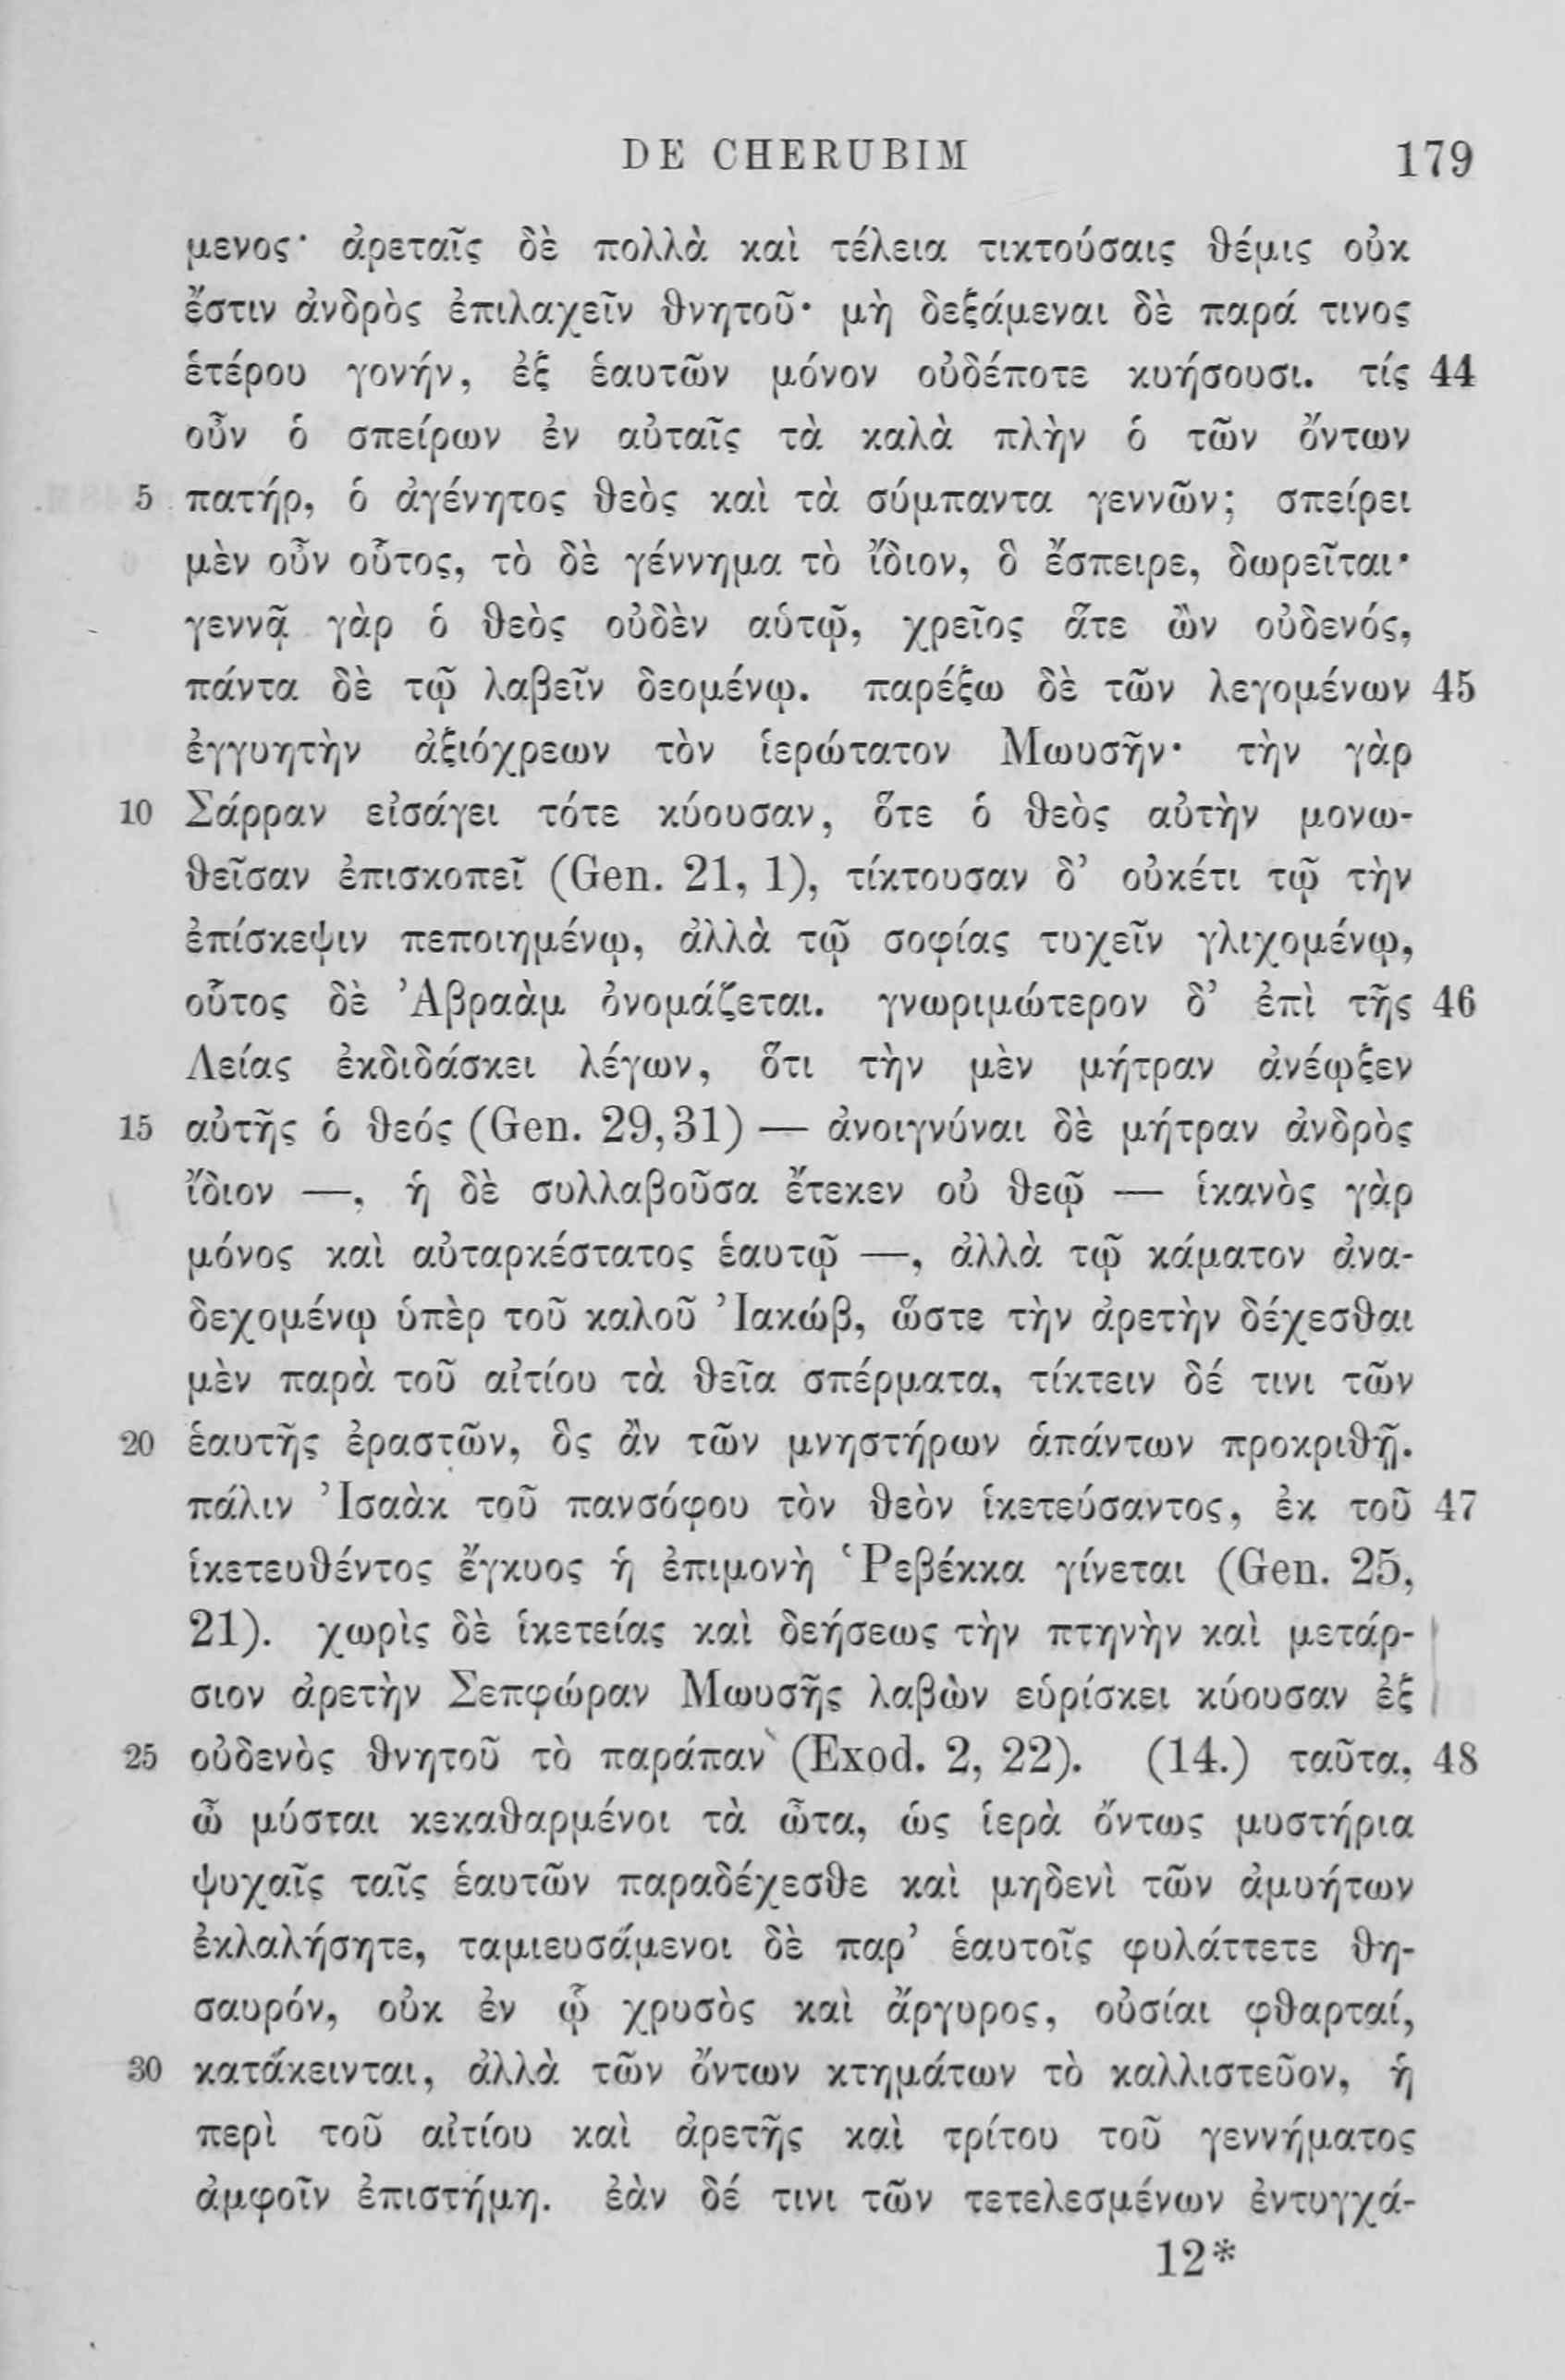 DE CHERUBIM 179
μενος· ἀρεταῖς δὲ πολλὰ καὶ τέλεια τικτούσαις θέμις οὐκ
ἔστιν ἀνδρὸς ἐπιλαχεῖν θνητοῦ· μὴ δεξάμεναι δὲ παρά τινος
ἑτέρου γονήν, ἐξ ἑαυτῶν μόνον οὐδέποτε κυήσουσι. τίς 44
οὖν ὁ σπείρων ἐν αὐταῖς τὰ καλὰ πλὴν ὁ τῶν ὄντων
5 πατήρ, ὁ ἀγένητος θεὸς καὶ τὰ σύμπαντα γεννῶν; σπείρει
μὲν οὖν οὗτος, τὸ δὲ γέννημα τὸ ἴδιον, ὃ ἔσπειρε, δωρεῖται·
γεννᾷ γὰρ ὁ θεὸς οὐδὲν αὑτῷ, χρεῖος ἅτε ὢν οὐδενός,
πάντα δὲ τῷ λαβεῖν δεομένῳ. παρέξω δὲ τῶν λεγομένων 45
ἐγγυητὴν ἀξιόχρεων τὸν ἱερώτατον Μωυσῆν· τὴν γὰρ
10 Σάρραν εἰσάγει τότε κύουσαν, ὅτε ὁ θεὸς αὐτὴν μονω-
θεῖσαν ἐπισκοπεῖ (Gen. 21, 1), τίκτουσαν δ’ οὐκέτι τῷ τὴν
ἐπίσκεψιν πεποιημένῳ, ἀλλὰ τῷ σοφίας τυχεῖν γλιχομένῳ,
οὗτος δὲ Ἀβραὰμ ὀνομάζεται. γνωριμώτερον δ’ ἐπὶ τῆς 46
Λείας ἐκδιδάσκει λέγων, ὅτι τὴν μὲν μήτραν ἀνέῳξεν
15 αὐτῆς ὁ θεός (Gen. 29,31) — ἀνοιγνύναι δὲ μήτραν ἀνδρὸς
ἴδιον —, ἡ δὲ συλλαβοῦσα ἔτεκεν οὐ θεῷ — ἱκανὸς γὰρ
μόνος καὶ αὐταρκέστατος ἑαυτῷ —, ἀλλὰ τῷ κάματον ἀνα-
δεχομένῳ ὑπὲρ τοῦ καλοῦ Ἰακώβ, ὥστε τὴν ἀρετὴν δέχεσθαι
μὲν παρὰ τοῦ αἰτίου τὰ θεῖα σπέρματα, τίκτειν δέ τινι τῶν
20 ἑαυτῆς ἐραστῶν, ὃς ἂν τῶν μνηστήρων ἁπάντων προκριθῇ.
πάλιν Ἰσαὰκ τοῦ πανσόφου τὸν θεὸν ἱκετεύσαντος, ἐκ τοῦ 47
ἱκετευθέντος ἔγκυος ἡ ἐπιμονὴ Ῥεβέκκα γίνεται (Gen. 25,
21). χωρὶς δὲ ἱκετείας καὶ δεήσεως τὴν πτηνὴν καὶ μετάρ-
σιον ἀρετὴν Σεπφώραν Μωυσῆς λαβὼν εὑρίσκει κύουσαν ἐξ
25 οὐδενὸς θνητοῦ τὸ παράπαν (Exod. 2, 22). (14.) ταῦτα, 48
ὦ μύσται κεκαθαρμένοι τὰ ὦτα, ὡς ἱερὰ ὄντως μυστήρια
ψυχαῖς ταῖς ἑαυτῶν παραδέχεσθε καὶ μηδενὶ τῶν ἀμυήτων
ἐκλαλήσητε, ταμιευσάμενοι δὲ παρ’ ἑαυτοῖς φυλάττετε θη-
σαυρόν, οὐκ ἐν ᾧ χρυσὸς καὶ ἄργυρος, οὐσίαι φθαρταί,
30 κατάκεινται, ἀλλὰ τῶν ὄντων κτημάτων τὸ καλλιστεῦον, ἡ
περὶ τοῦ αἰτίου καὶ ἀρετῆς καὶ τρίτου τοῦ γεννήματος
ἀμφοῖν ἐπιστήμη. ἐὰν δέ τινι τῶν τετελεσμένων ἐντυγχά-
12*